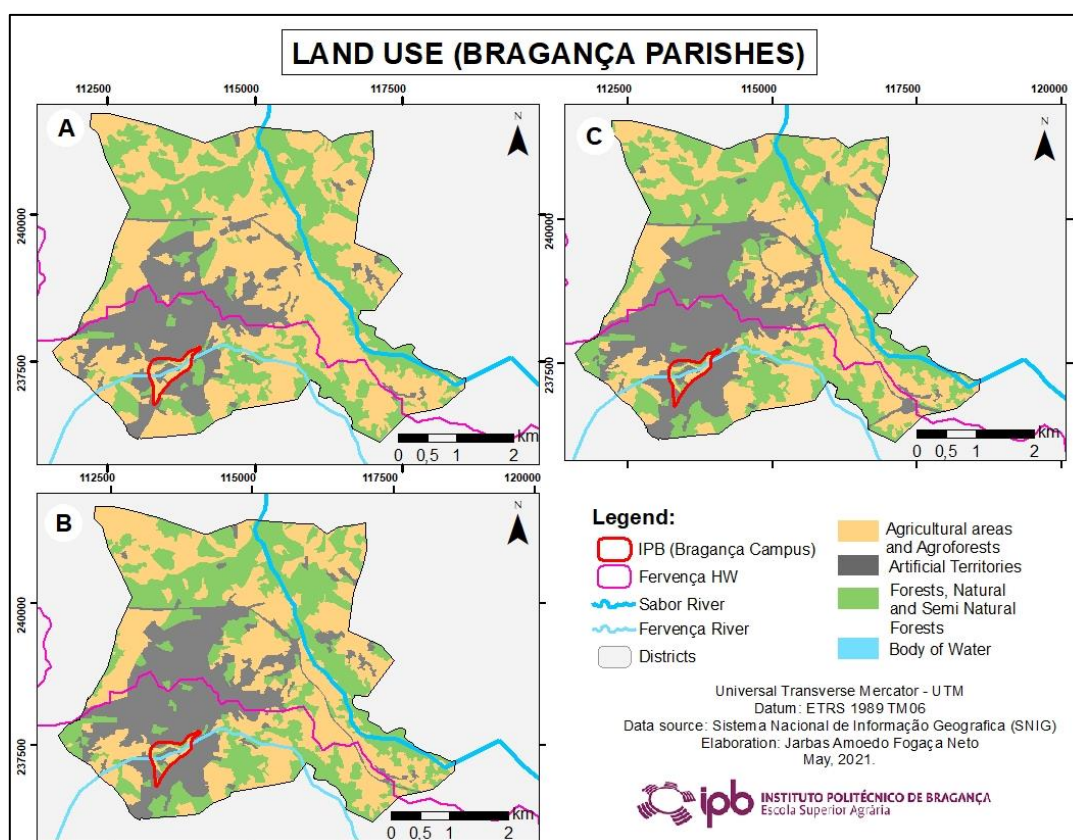 LAND USE (BRAGANÇA PARISHES)
112500 115000 117500
A
N
240000
237500
km
0 0,5 1 2
112500 115000 117500 120000
C
N
240000
237500
km
0 0,5 1 2
112500 115000 117500 120000
B
N
240000
237500
km
0 0,5 1 2
Legend:
IPB (Bragança Campus)
Fervença HW
Sabor River
Fervença River
Districts
Agricultural areas
and Agroforests
Artificial Territories
Forests, Natural
and Semi Natural
Forests
Body of Water
Universal Transverse Mercator - UTM
Datum: ETRS 1989 TM06
Data source: Sistema Nacional de Informação Geografica (SNIG)
Elaboration: Jarbas Amoedo Fogaça Neto
May, 2021.
ipb INSTITUTO POLITÉCNICO DE BRAGANÇA
Escola Superior Agrária